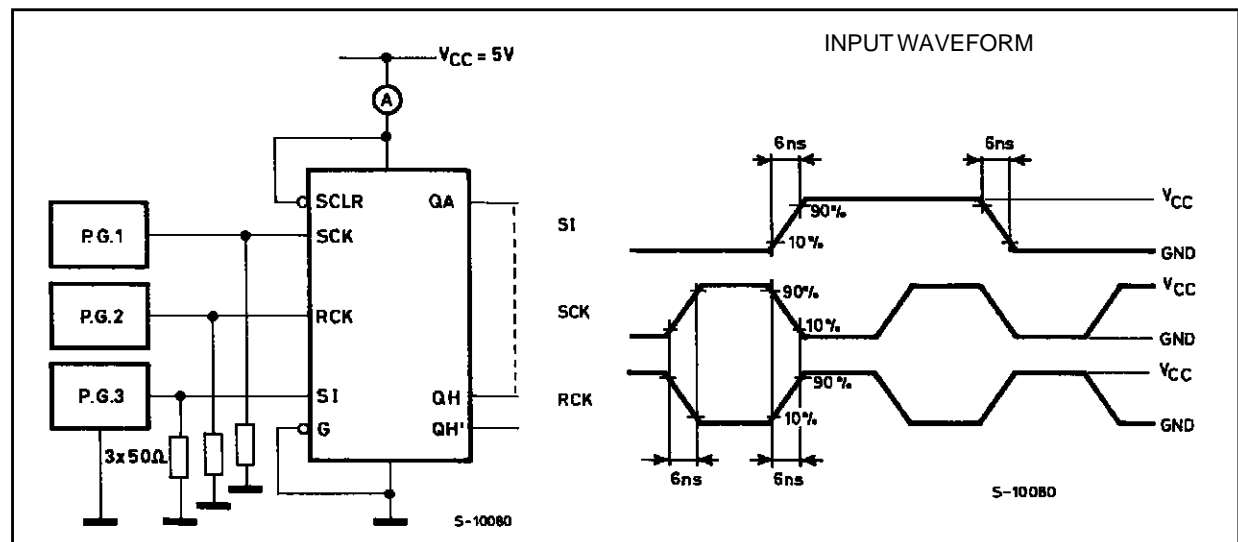 INPUT WAVEFORM
VCC = 5V
A
SCLR
QA
P.G.1
SCK
P.G.2
RCK
P.G.3
SI
QH
G
QH'
3x50Ω
S-10080
6ns
6ns
SI
90%
10%
VCC
GND
SCK
90%
10%
VCC
GND
RCK
90%
10%
VCC
GND
6ns
6ns
S-10080